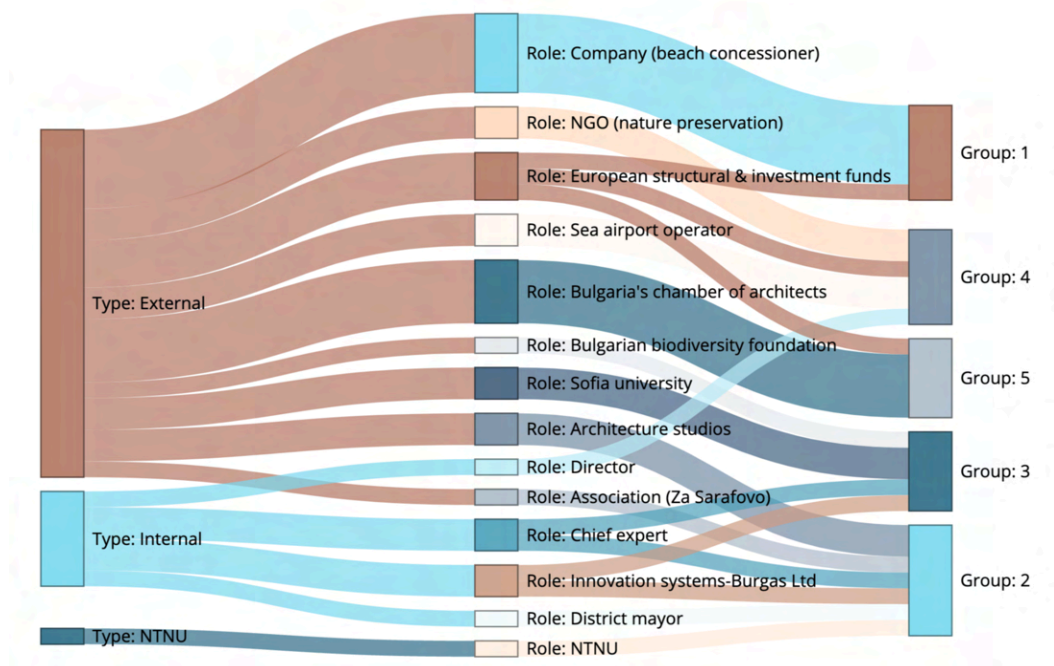 Type: External
Type: Internal
Type: NTNU
Role: Company (beach concessioner)
Role: NGO (nature preservation)
Role: European structural & investment funds
Role: Sea airport operator
Role: Bulgaria's chamber of architects
Role: Bulgarian biodiversity foundation
Role: Sofia university
Role: Architecture studios
Role: Director
Role: Association (Za Sarafovo)
Role: Chief expert
Role: Innovation systems-Burgas Ltd
Role: District mayor
Role: NTNU
Group: 1
Group: 4
Group: 5
Group: 3
Group: 2